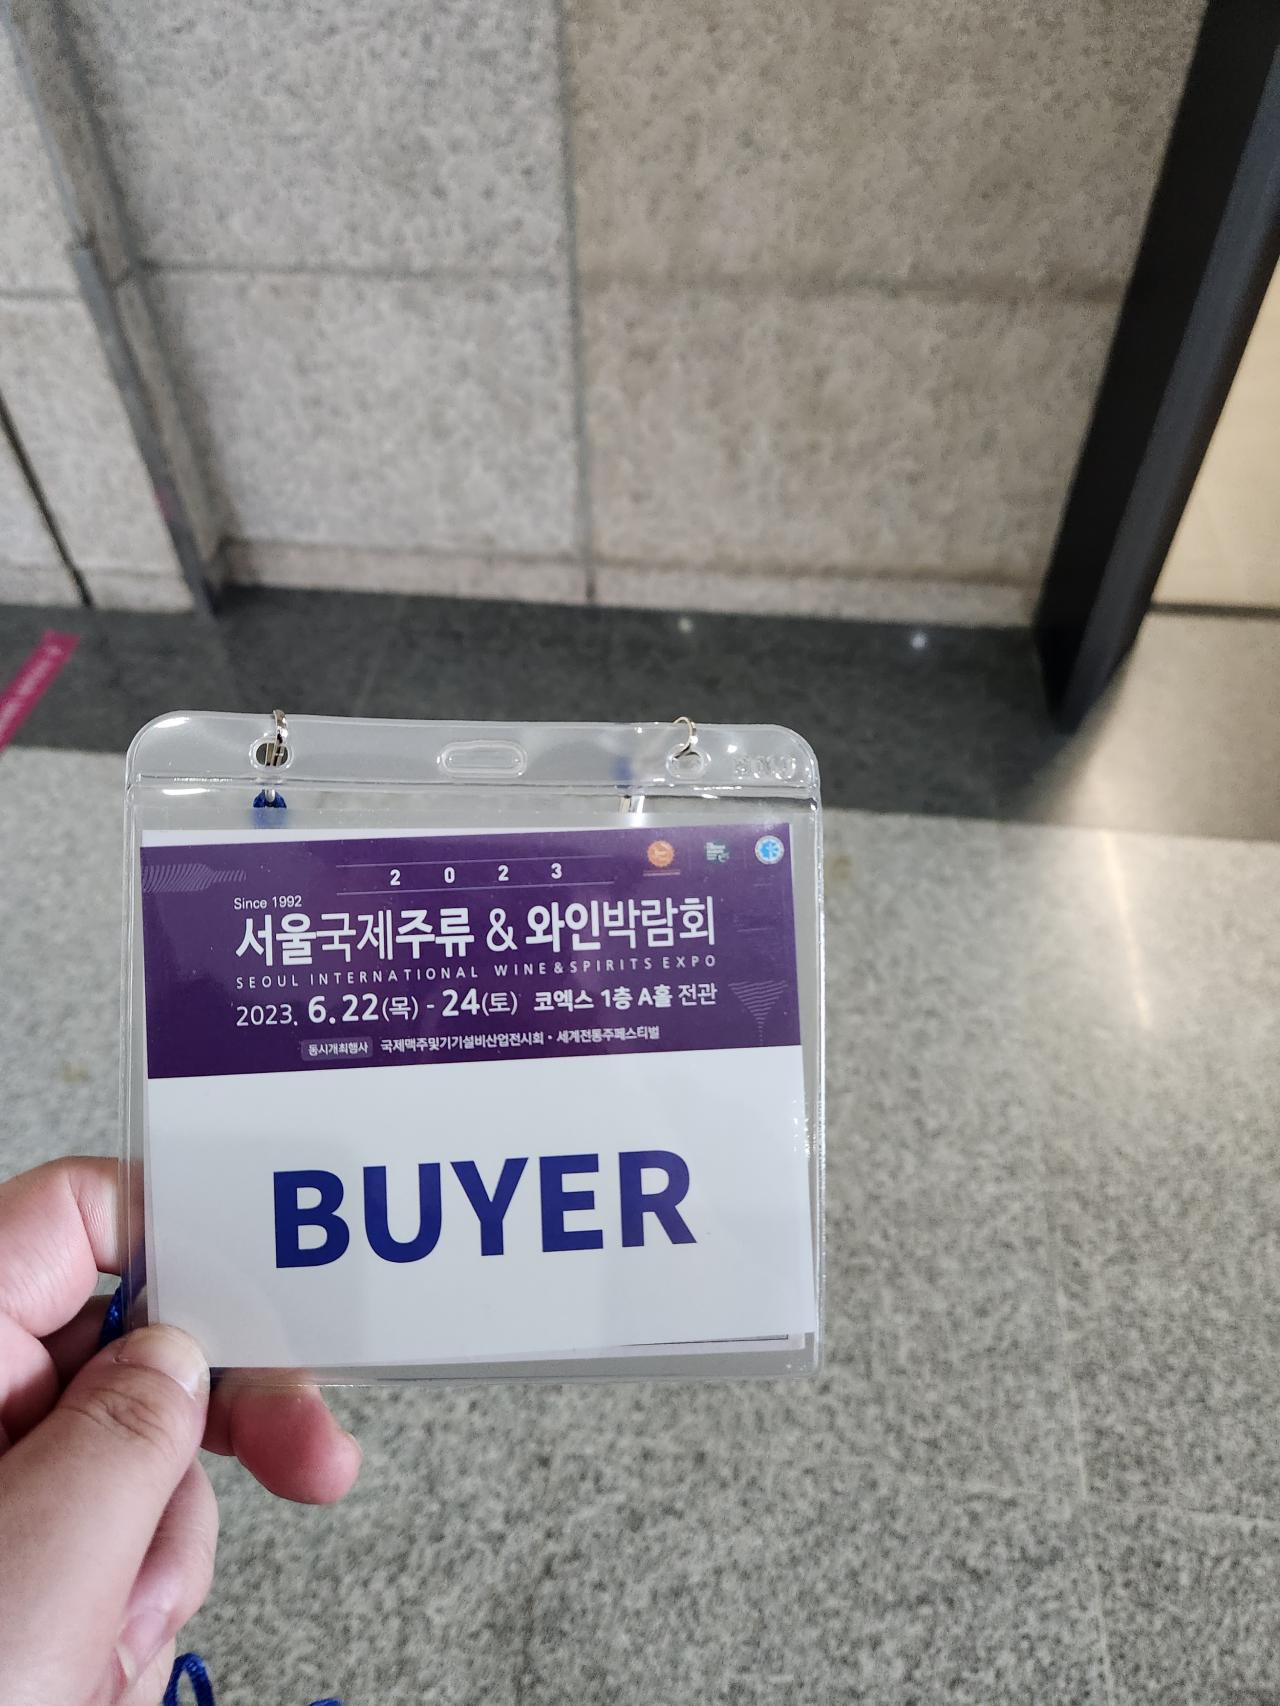 2 0 2 3
Since 1992
서울국제주류 & 와인박람회
SEOUL INTERNATIONAL WINE & SPIRITS EXPO
2023. 6.22(목) - 24(토) 코엑스 1층 A홀 전관
동시개최행사 국제맥주및기기설비산업전시회 · 세계전통주페스티벌
BUYER